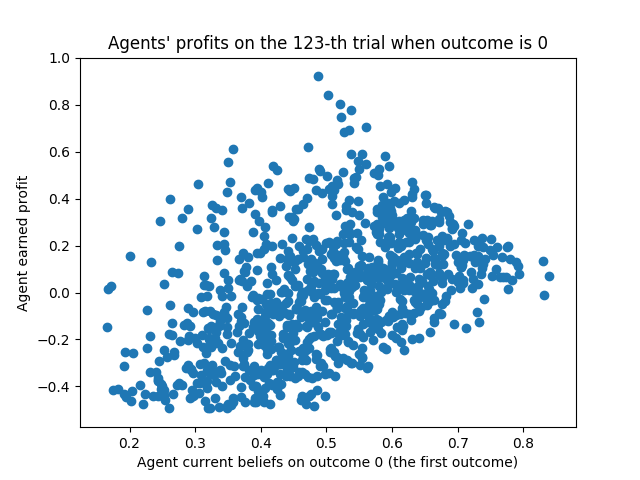 Agents' profits on the 123-th trial when outcome is 0
1.0
0.8
0.6
0.4
0.2
0.0
−0.2
−0.4
Agent earned profit
0.2 0.3 0.4 0.5 0.6 0.7 0.8
Agent current beliefs on outcome 0 (the first outcome)